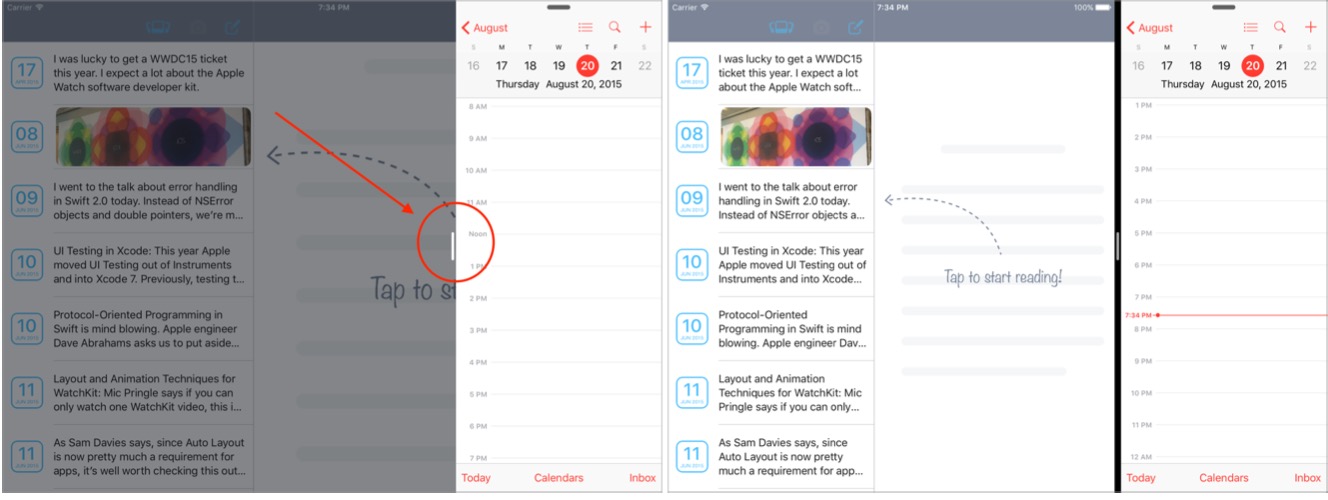 Carrier
7:34 PM
17
APR 2015
I was lucky to get a WWDC15 ticket
this year. I expect a lot about the Apple
Watch software developer kit.
08
JUN 2015
09
JUN 2015
I went to the talk about error handling
in Swift 2.0 today. Instead of NSError
objects and double pointers, we're m...
10
JUN 2015
UI Testing in Xcode: This year Apple
moved UI Testing out of Instruments
and into Xcode 7. Previously, testing t...
10
JUN 2015
Protocol-Oriented Programming in
Swift is mind blowing. Apple engineer
Dave Abrahams asks us to put aside...
11
JUN 2015
Layout and Animation Techniques for
WatchKit: Mic Pringle says if you can
only watch one WatchKit video, this i...
11
JUN 2015
As Sam Davies says, since Auto Layout
is now pretty much a requirement for
apps, it's well worth checking this out...
Tap to st
August
S M T W T F S
16 17 18 19 20 21 22
Thursday August 20, 2015
8 AM
9 AM
10 AM
11 AM
Noon
1 PM
2 PM
3 PM
4 PM
5 PM
6 PM
7 PM
Today Calendars Inbox
Carrier
7:34 PM
100%
17
APR 2015
I was lucky to get a WWDC15
ticket this year. I expect a lot
about the Apple Watch soft...
08
JUN 2015
09
JUN 2015
I went to the talk about error
handling in Swift 2.0 today.
Instead of NSError objects a...
10
JUN 2015
UI Testing in Xcode: This year
Apple moved UI Testing out of
Instruments and into Xcode...
10
JUN 2015
Protocol-Oriented
Programming in Swift is mind
blowing. Apple engineer Dav...
11
JUN 2015
Layout and Animation
Techniques for WatchKit: Mic
Pringle says if you can only...
11
JUN 2015
As Sam Davies says, since
Auto Layout is now pretty
much a requirement for app...
Tap to start reading!
August
S M T W T F S
16 17 18 19 20 21 22
Thursday August 20, 2015
1 PM
2 PM
3 PM
4 PM
5 PM
6 PM
7 PM
7:34 PM
8 PM
9 PM
10 PM
11 PM
12 AM
Today Calendars Inbox